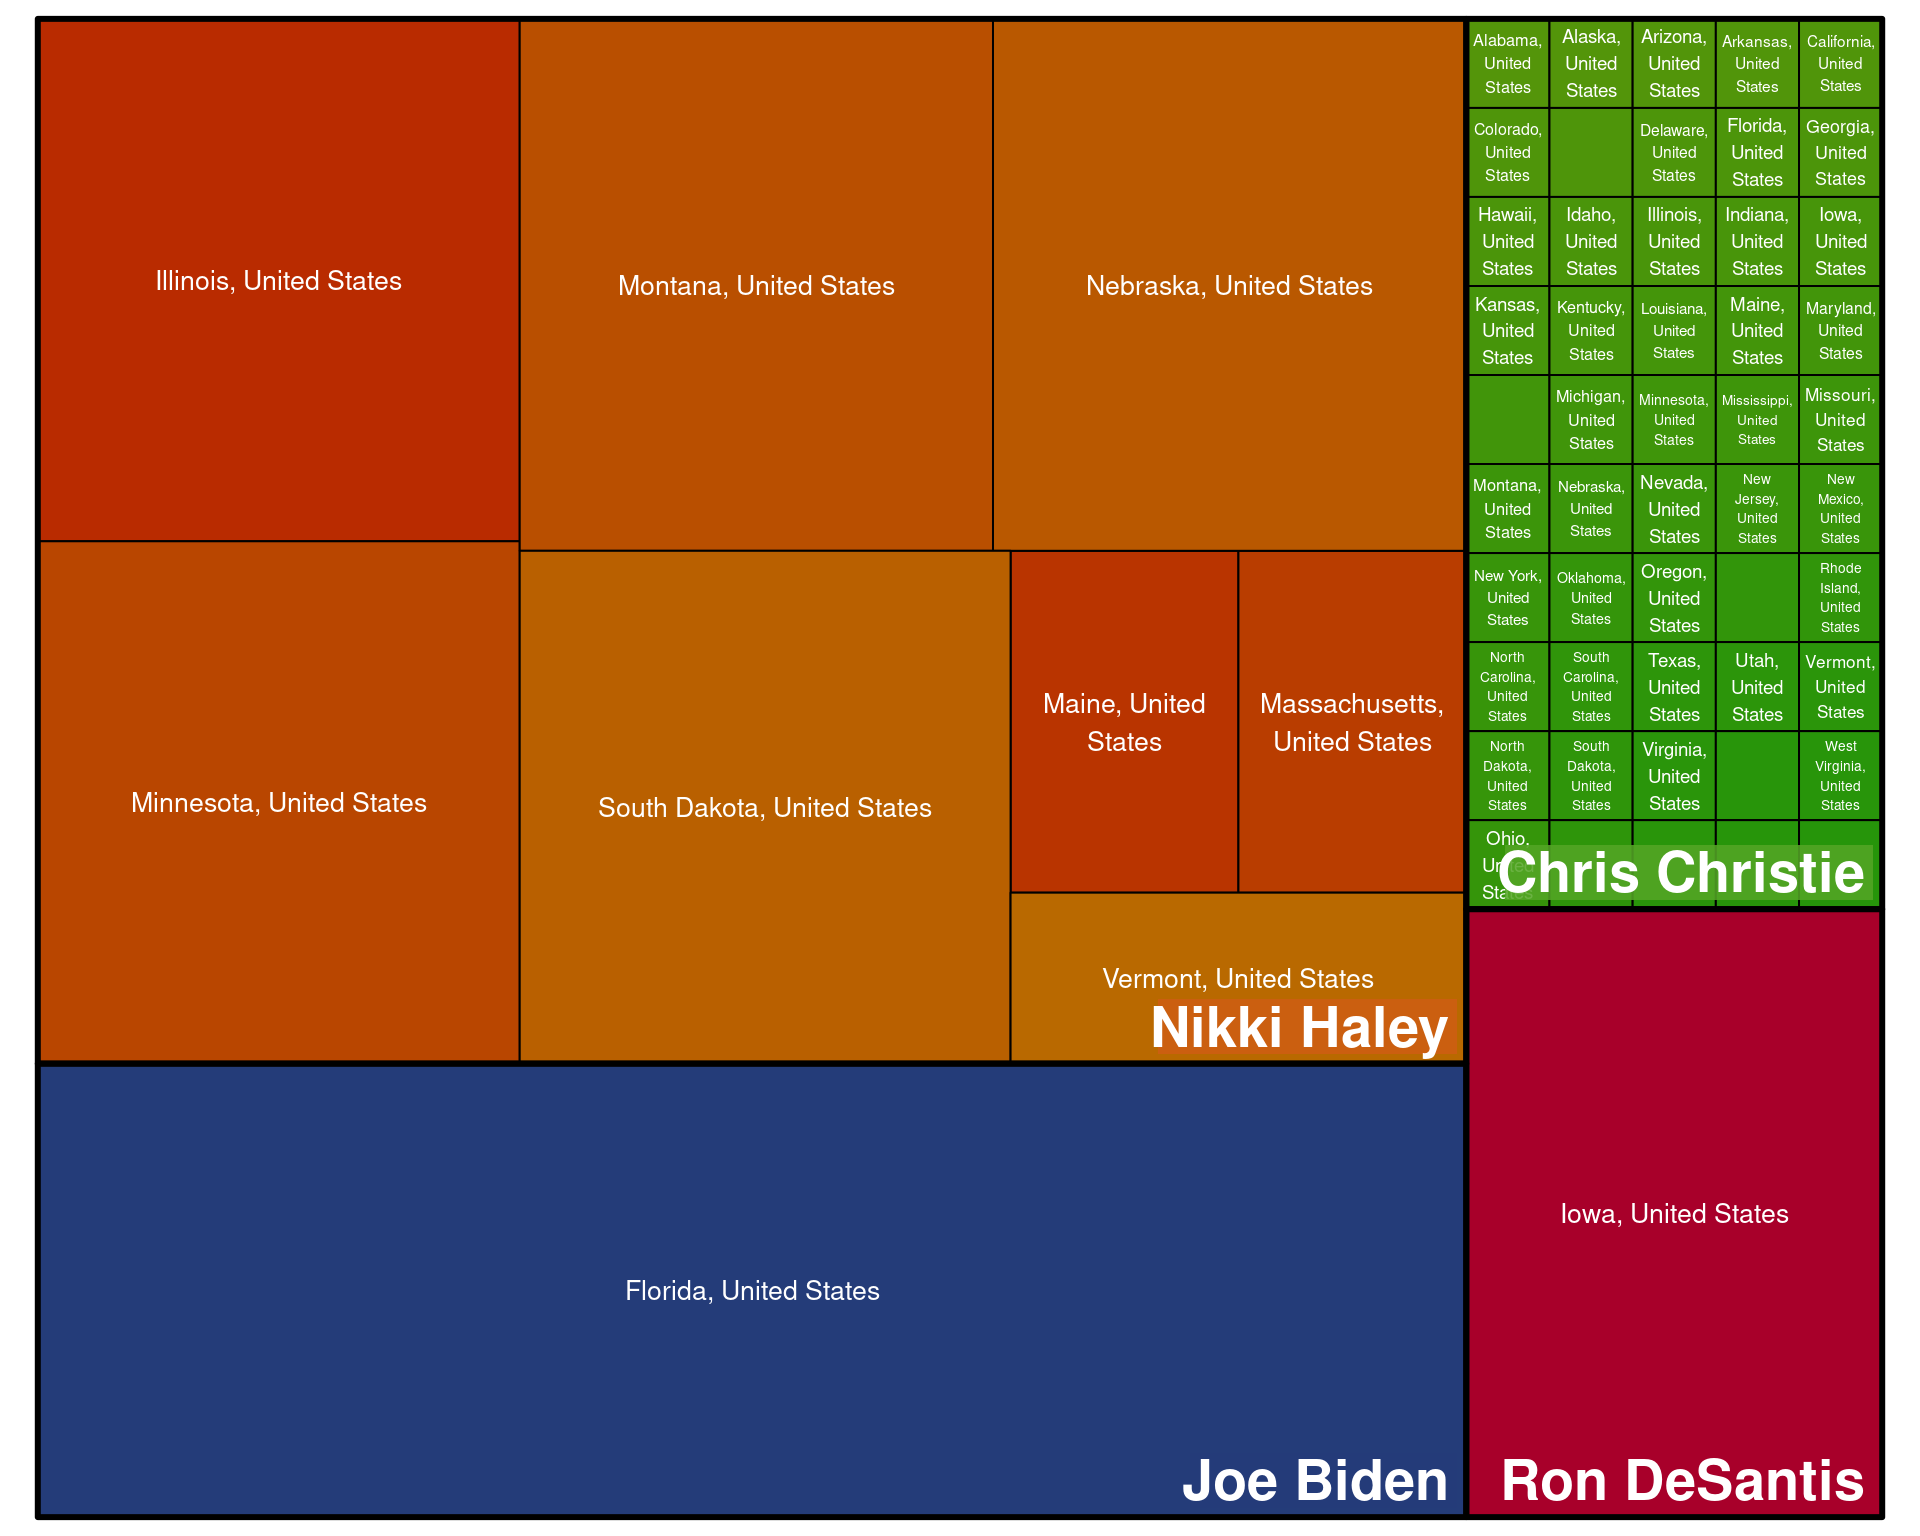 Illinois, United States
Montana, United States
Nebraska, United States
Minnesota, United States
South Dakota, United States
Maine, United
States
Massachusetts,
United States
Vermont, United States
Nikki Haley
Florida, United States
Joe Biden
Alabama,
United
States
Alaska,
United
States
Arizona,
United
States
Arkansas,
United
States
California,
United
States
Colorado,
United
States
Delaware,
United
States
Florida,
United
States
Georgia,
United
States
Hawaii,
United
States
Idaho,
United
States
Illinois,
United
States
Indiana,
United
States
Iowa,
United
States
Kansas,
United
States
Kentucky,
United
States
Louisiana,
United
States
Maine,
United
States
Maryland,
United
States
Michigan,
United
States
Minnesota,
United
States
Mississippi,
United
States
Missouri,
United
States
Montana,
United
States
Nebraska,
United
States
Nevada,
United
States
New
Jersey,
United
States
New
Mexico,
United
States
New York,
United
States
Oklahoma,
United
States
Oregon,
United
States
Rhode
Island,
United
States
North
Carolina,
United
States
South
Carolina,
United
States
Texas,
United
States
Utah,
United
States
Vermont,
United
States
North
Dakota,
United
States
South
Dakota,
United
States
Virginia,
United
States
West
Virginia,
United
States
Ohio,
United
States
Chris Christie
Iowa, United States
Ron DeSantis